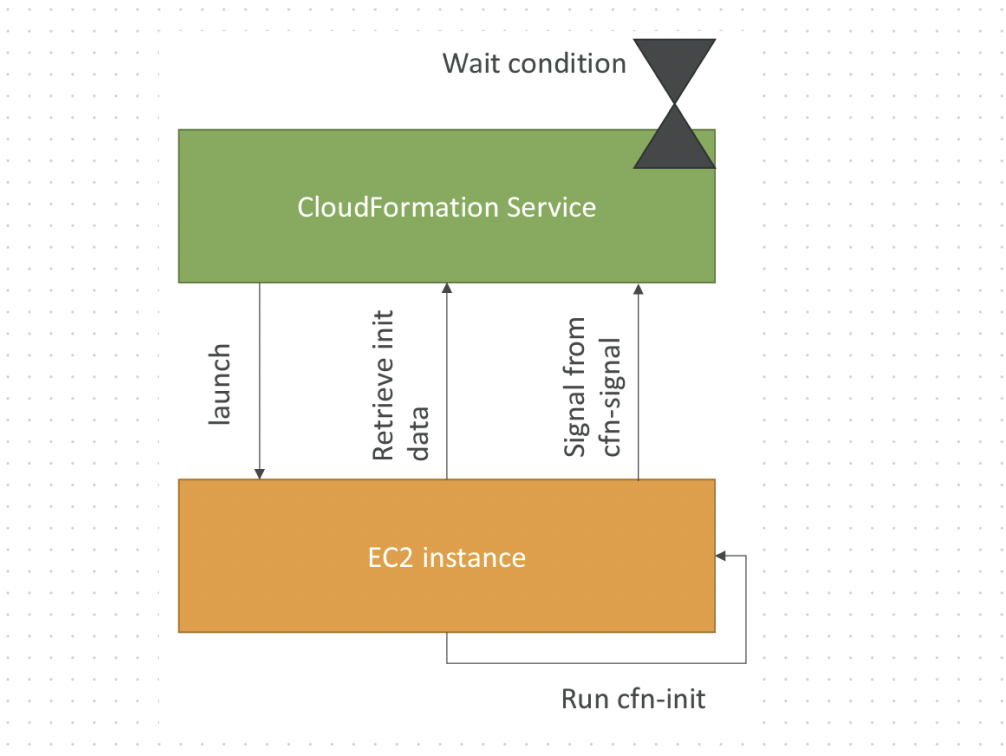 Wait condition
CloudFormation Service
launch
Retrieve init
data
Signal from
cfn-signal
EC2 instance
Run cfn-init